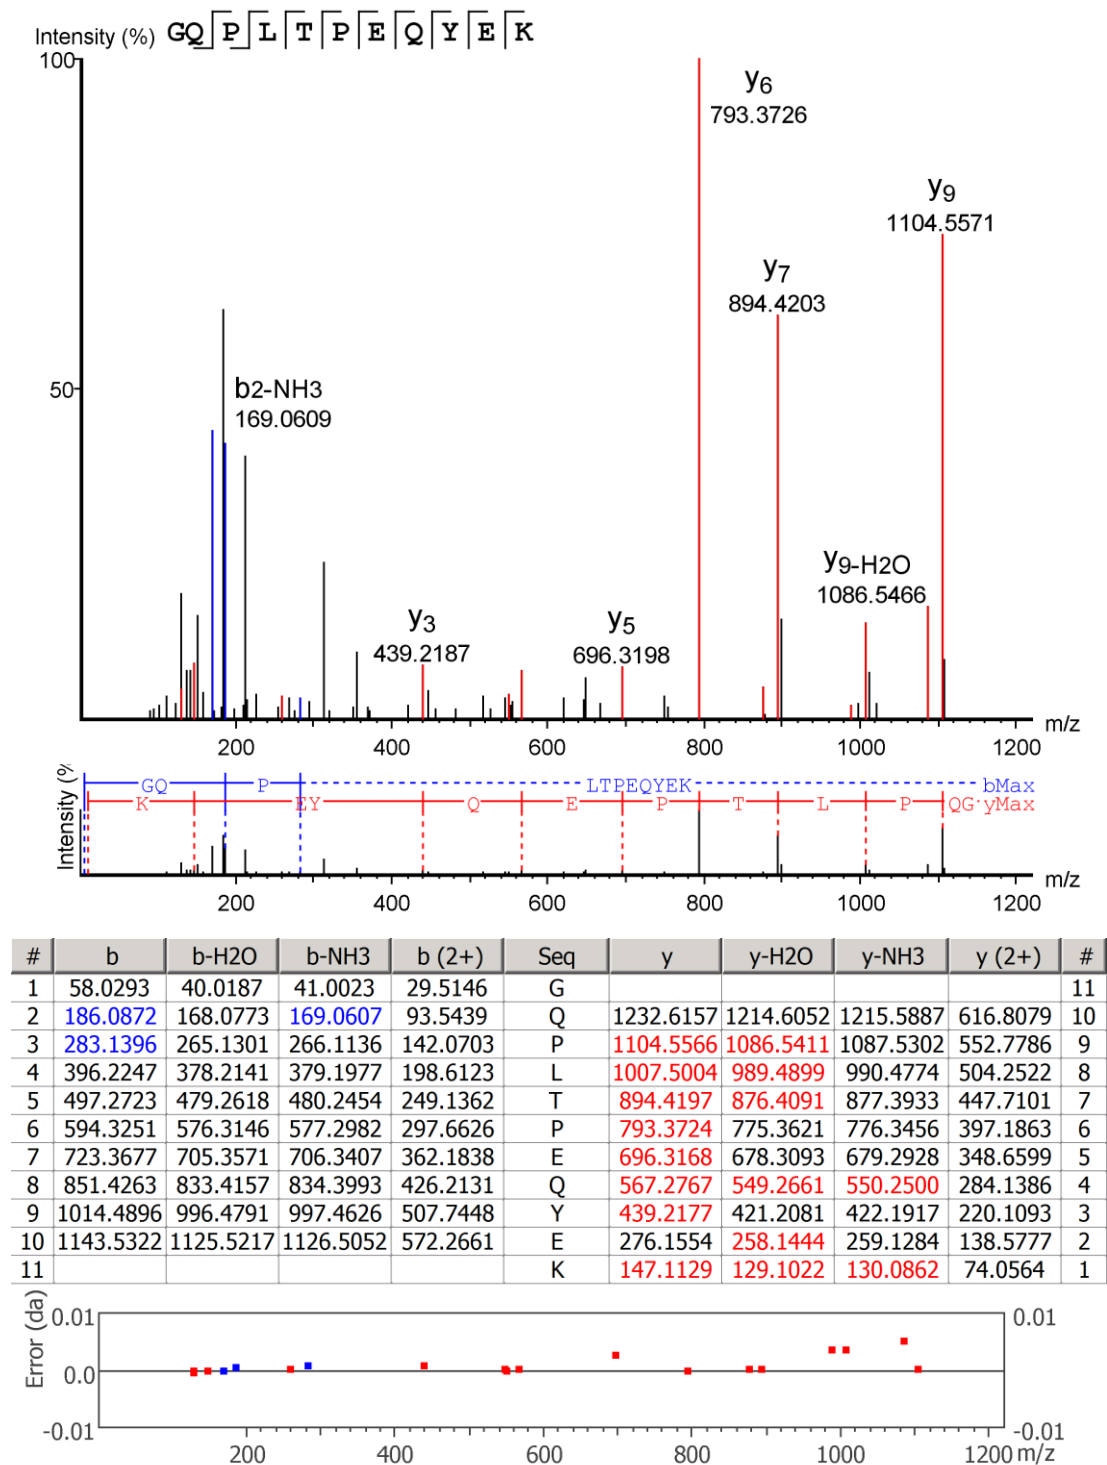 Intensity (%) GQPLTPEQYEK
100
y6
793.3726
y9
1104.5571
y7
894.4203
50
b2-NH3
169.0609
y9-H2O
1086.5466
y3
439.2187
y5
696.3198
200 400 600 800 1000 1200 m/z
Intensity (%
GQ P LTPEQYEK bMax
K EY Q E P T L P QG yMax
200 400 600 800 1000 1200 m/z
# b b-H2O b-NH3 b (2+) Seq y y-H2O y-NH3 y (2+) #
1 58.0293 40.0187 41.0023 29.5146 G 11
2 186.0872 168.0773 169.0607 93.5439 Q 1232.6157 1214.6052 1215.5887 616.8079 10
3 283.1396 265.1301 266.1136 142.0703 P 1104.5566 1086.5411 1087.5302 552.7786 9
4 396.2247 378.2141 379.1977 198.6123 L 1007.5004 989.4899 990.4774 504.2522 8
5 497.2723 479.2618 480.2454 249.1362 T 894.4197 876.4091 877.3933 447.7101 7
6 594.3251 576.3146 577.2982 297.6626 P 793.3724 775.3621 776.3456 397.1863 6
7 723.3677 705.3571 706.3407 362.1838 E 696.3168 678.3093 679.2928 348.6599 5
8 851.4263 833.4157 834.3993 426.2131 Q 567.2767 549.2661 550.2500 284.1386 4
9 1014.4896 996.4791 997.4626 507.7448 Y 439.2177 421.2081 422.1917 220.1093 3
10 1143.5322 1125.5217 1126.5052 572.2661 E 276.1554 258.1444 259.1284 138.5777 2
11 K 147.1129 129.1022 130.0862 74.0564 1
Error (da)
0.01 0.01
0.0
-0.01 -0.01
200 400 600 800 1000 1200 m/z